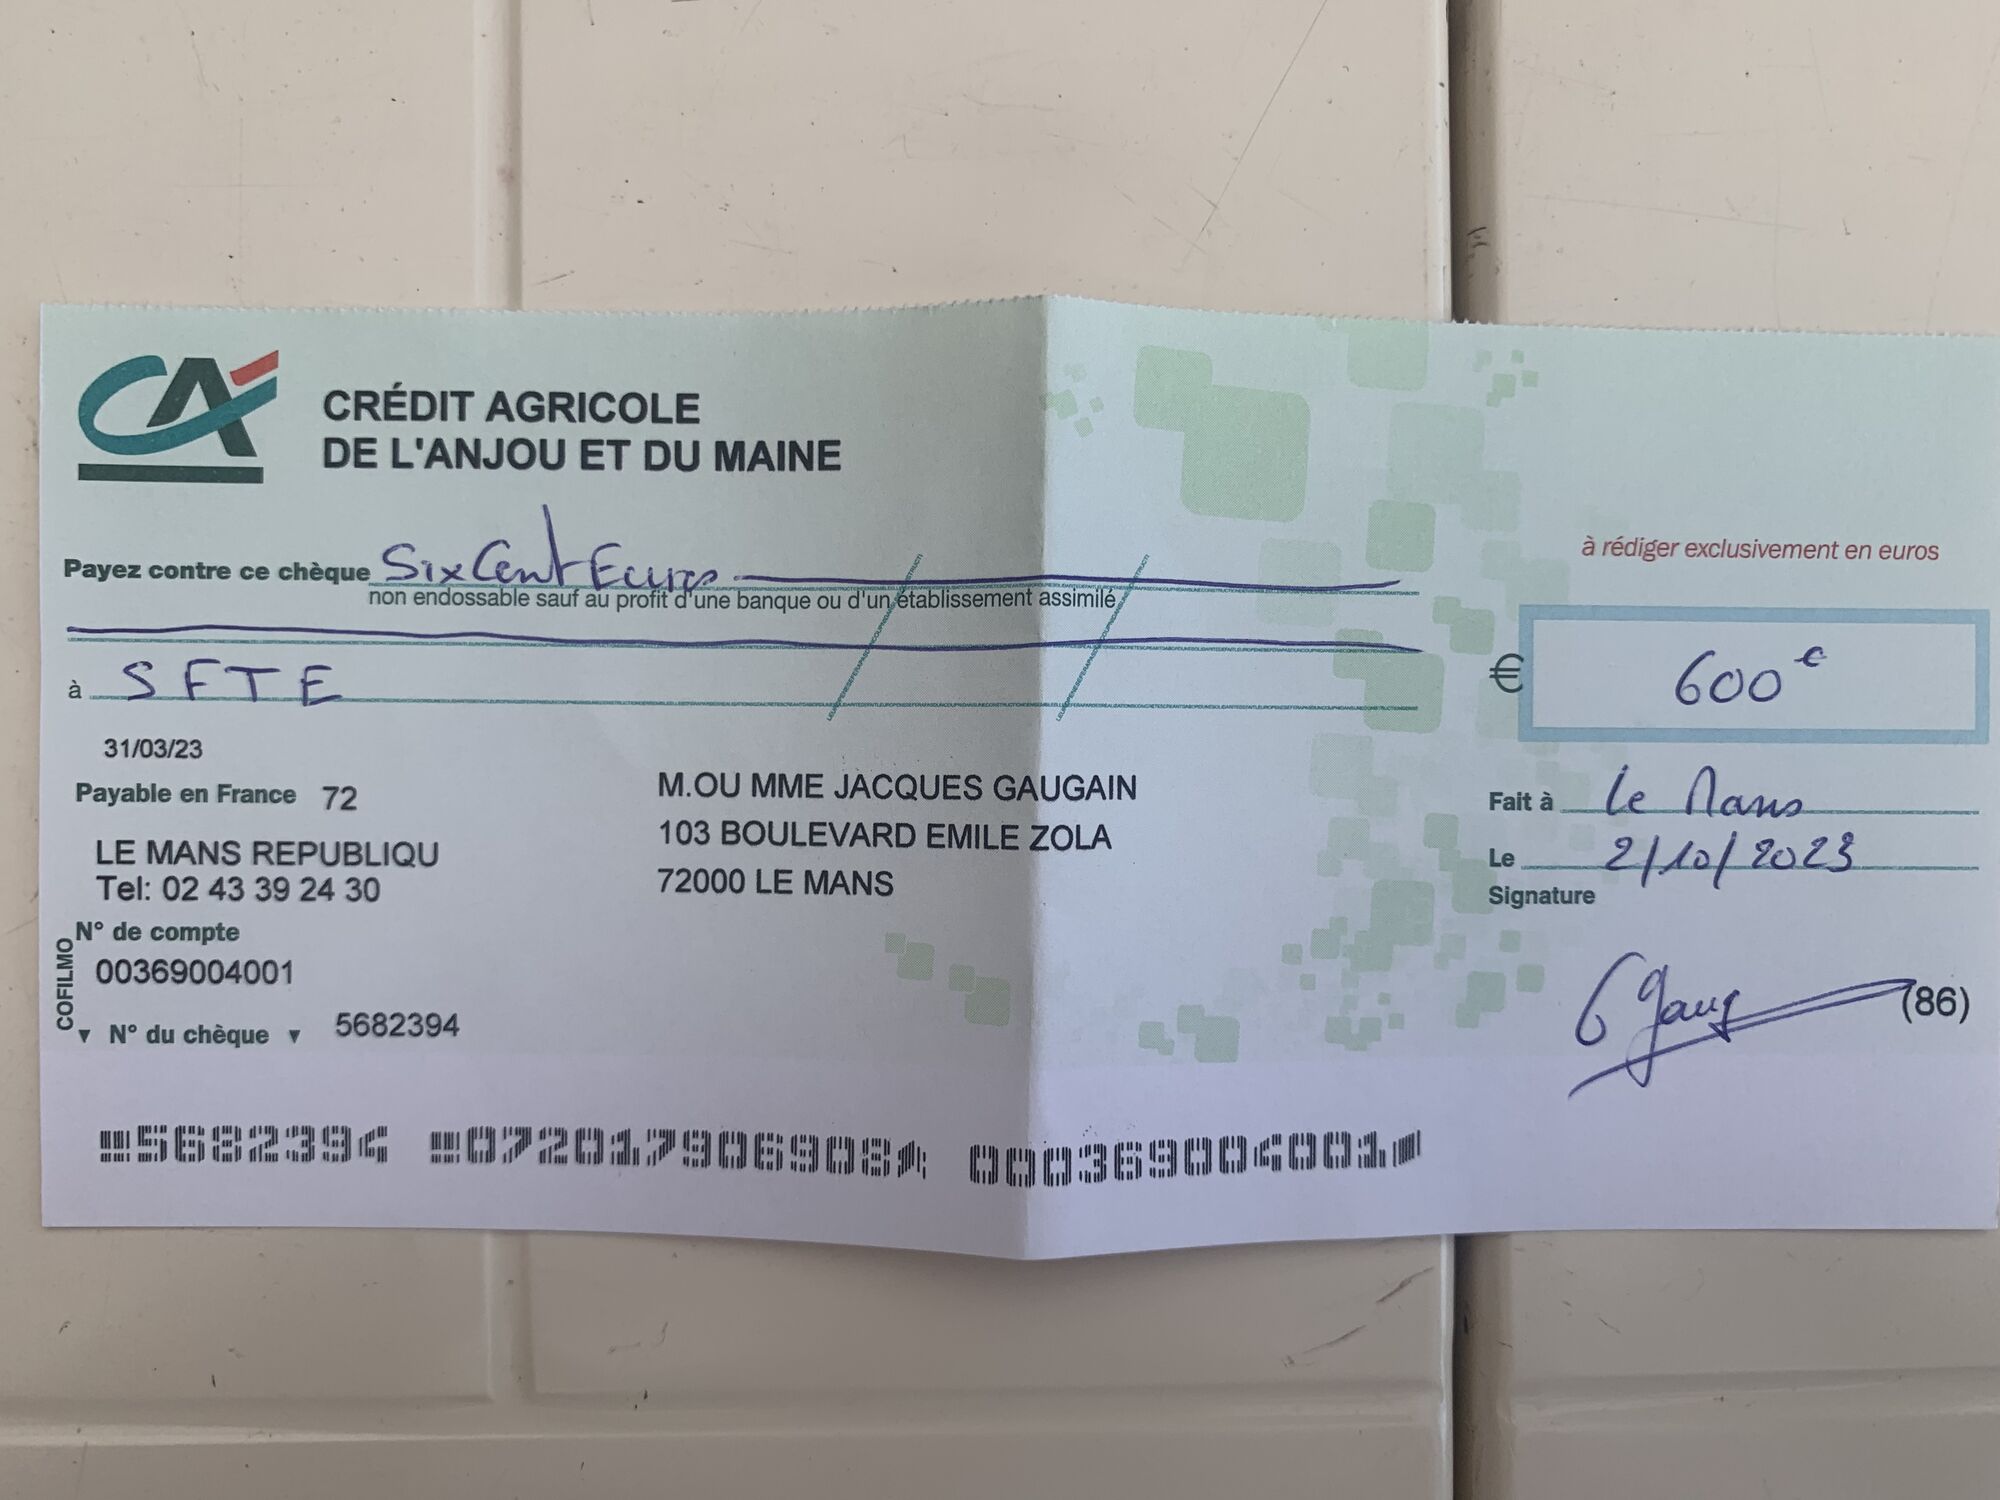 CA
CRÉDIT AGRICOLE
DE L'ANJOU ET DU MAINE
à rédiger exclusivement en euros
Payez contre ce chèque Six Cent Euros
non endossable sauf au profit d'une banque ou d'un établissement assimilé
à SFTE
€ 600 €
31/03/23
Payable en France 72
LE MANS REPUBLIQU
Tel: 02 43 39 24 30
M.OU MME JACQUES GAUGAIN
103 BOULEVARD EMILE ZOLA
72000 LE MANS
Fait à Le Mans
Le 2/10/2023
Signature
N° de compte
00369004001
COFILMO
N° du chèque 5682394
(86)
5682394 072017906908 000369004001